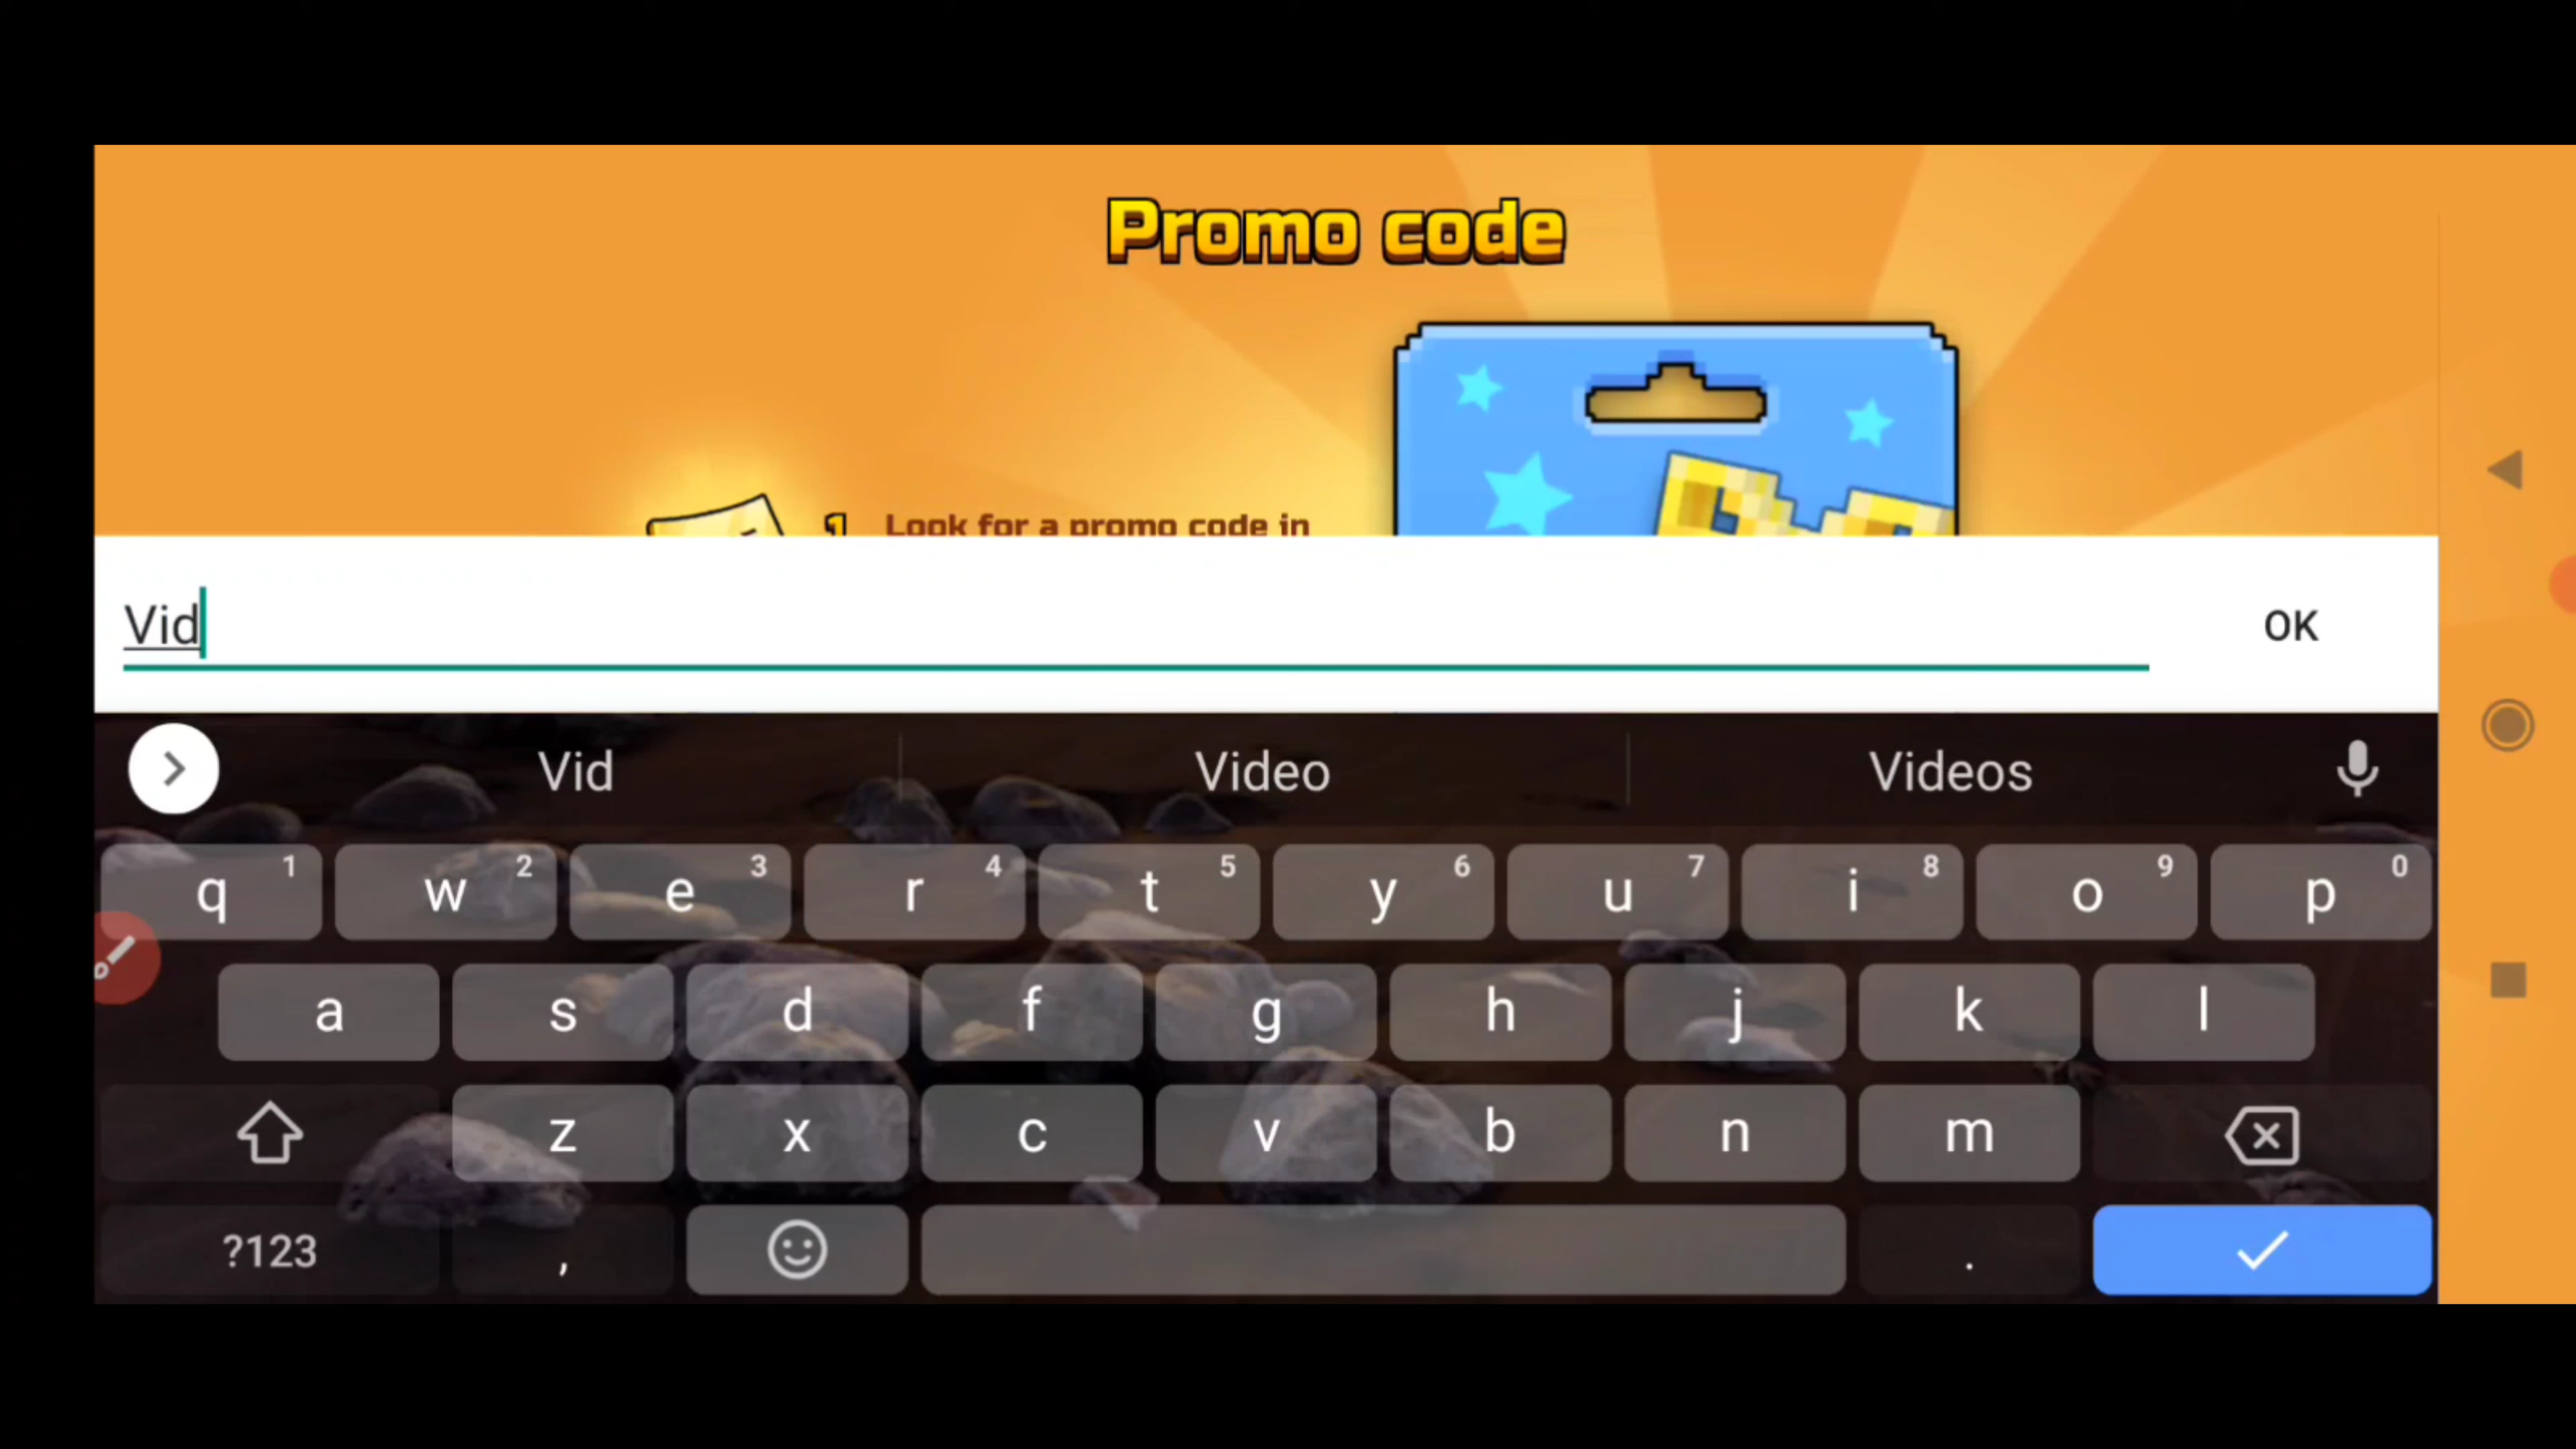 Promo code
1 Look for a promo code in
Vid
OK
Vid Video Videos
q 1 w 2 e 3 r 4 t 5 y 6 u 7 i 8 o 9 p 0
a s d f g h j k l
z x c v b n m
?123 , .